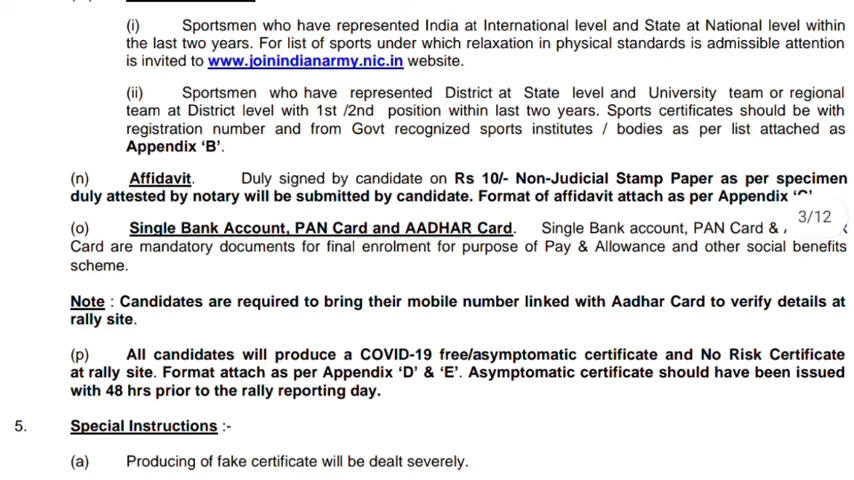 (i) Sportsmen who have represented India at International level and State at National level within
the last two years. For list of sports under which relaxation in physical standards is admissible attention
is invited to www.joinindianarmy.nic.in website.
(ii) Sportsmen who have represented District at State level and University team or regional
team at District level with 1st /2nd position within last two years. Sports certificates should be with
registration number and from Govt recognized sports institutes / bodies as per list attached as
Appendix ‘B’.
(n) Affidavit. Duly signed by candidate on Rs 10/- Non-Judicial Stamp Paper as per specimen
duly attested by notary will be submitted by candidate. Format of affidavit attach as per Appendix
3/12
(o) Single Bank Account, PAN Card and AADHAR Card. Single Bank account, PAN Card &
Card are mandatory documents for final enrolment for purpose of Pay & Allowance and other social benefits
scheme.
Note : Candidates are required to bring their mobile number linked with Aadhar Card to verify details at
rally site.
(p) All candidates will produce a COVID-19 free/asymptomatic certificate and No Risk Certificate
at rally site. Format attach as per Appendix ‘D’ & ‘E’. Asymptomatic certificate should have been issued
with 48 hrs prior to the rally reporting day.
5. Special Instructions :-
(a) Producing of fake certificate will be dealt severely.